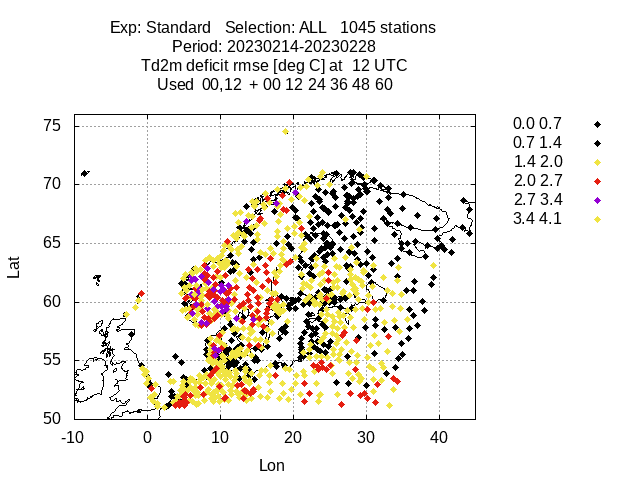 Exp: Standard   Selection: ALL   1045 stations
Period: 20230214-20230228
Td2m deficit rmse [deg C] at  12 UTC
Used  00,12  + 00 12 24 36 48 60
0.0 0.7
0.7 1.4
1.4 2.0
2.0 2.7
2.7 3.4
3.4 4.1
75
70
65
60
55
50
Lat
-10 0 10 20 30 40
Lon